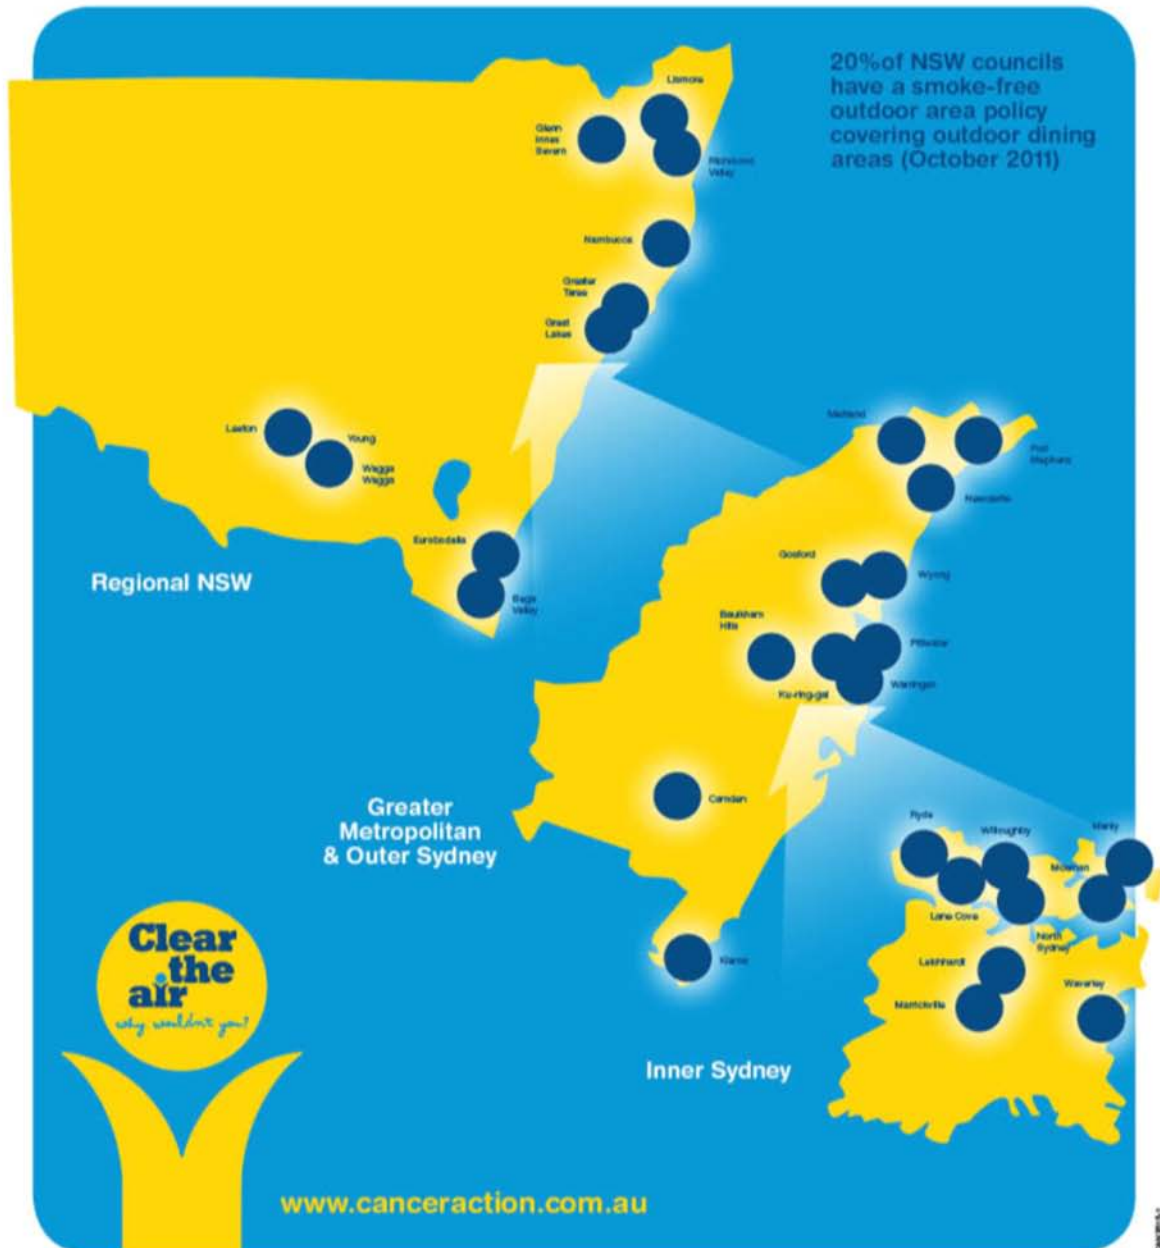 20% of NSW councils
have a smoke-free
outdoor area policy
covering outdoor dining
areas (October 2011)
Lismore
Glenn
Innes
Severn
Richmond
Valley
Nambucca
Greater
Taree
Great
Lakes
Leeton
Young
Wagga
Wagga
Eurobodalla
Bega
Valley
Regional NSW
Maitland
Port
Stephens
Newcastle
Gosford
Wyong
Baulkham
Hills
Pittwater
Ku-ring-gai
Warringah
Camden
Kiama
Greater
Metropolitan
& Outer Sydney
Ryde
Willoughby
Manly
Mosman
Lane Cove
North
Sydney
Leichhardt
Marrickville
Waverley
Inner Sydney
Clear
the
air
why wouldn't you?
www.canceraction.com.au